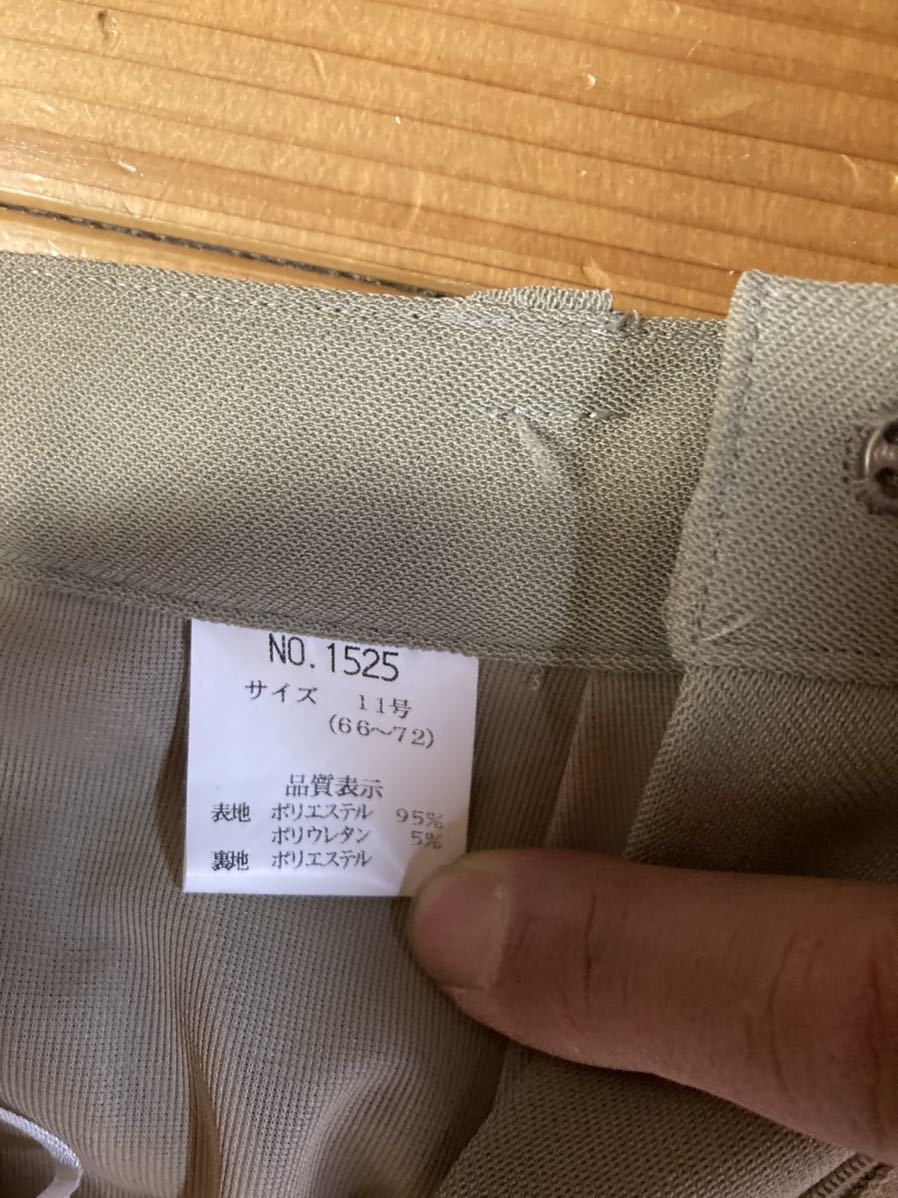 NO.1525
サイズ 11号
(66~72)
品質表示
表地 ポリエステル 95%
ポリウレタン 5%
裏地 ポリエステル